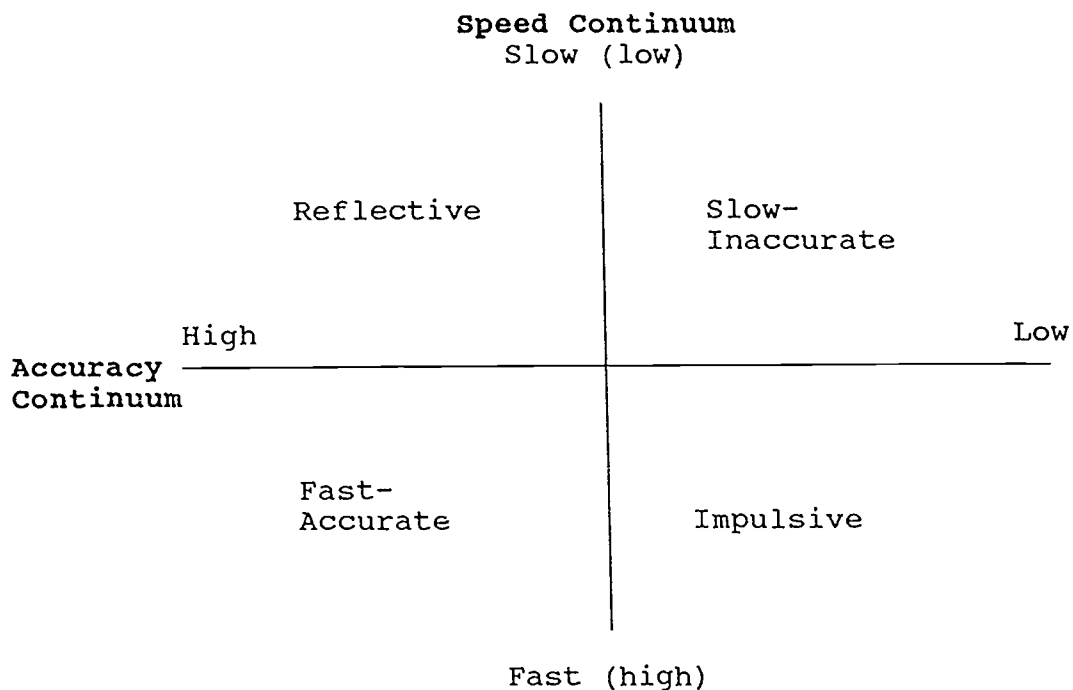 Speed Continuum
Slow (low)
Reflective
Slow-
Inaccurate
High
Low
Accuracy
Continuum
Fast-
Accurate
Impulsive
Fast (high)